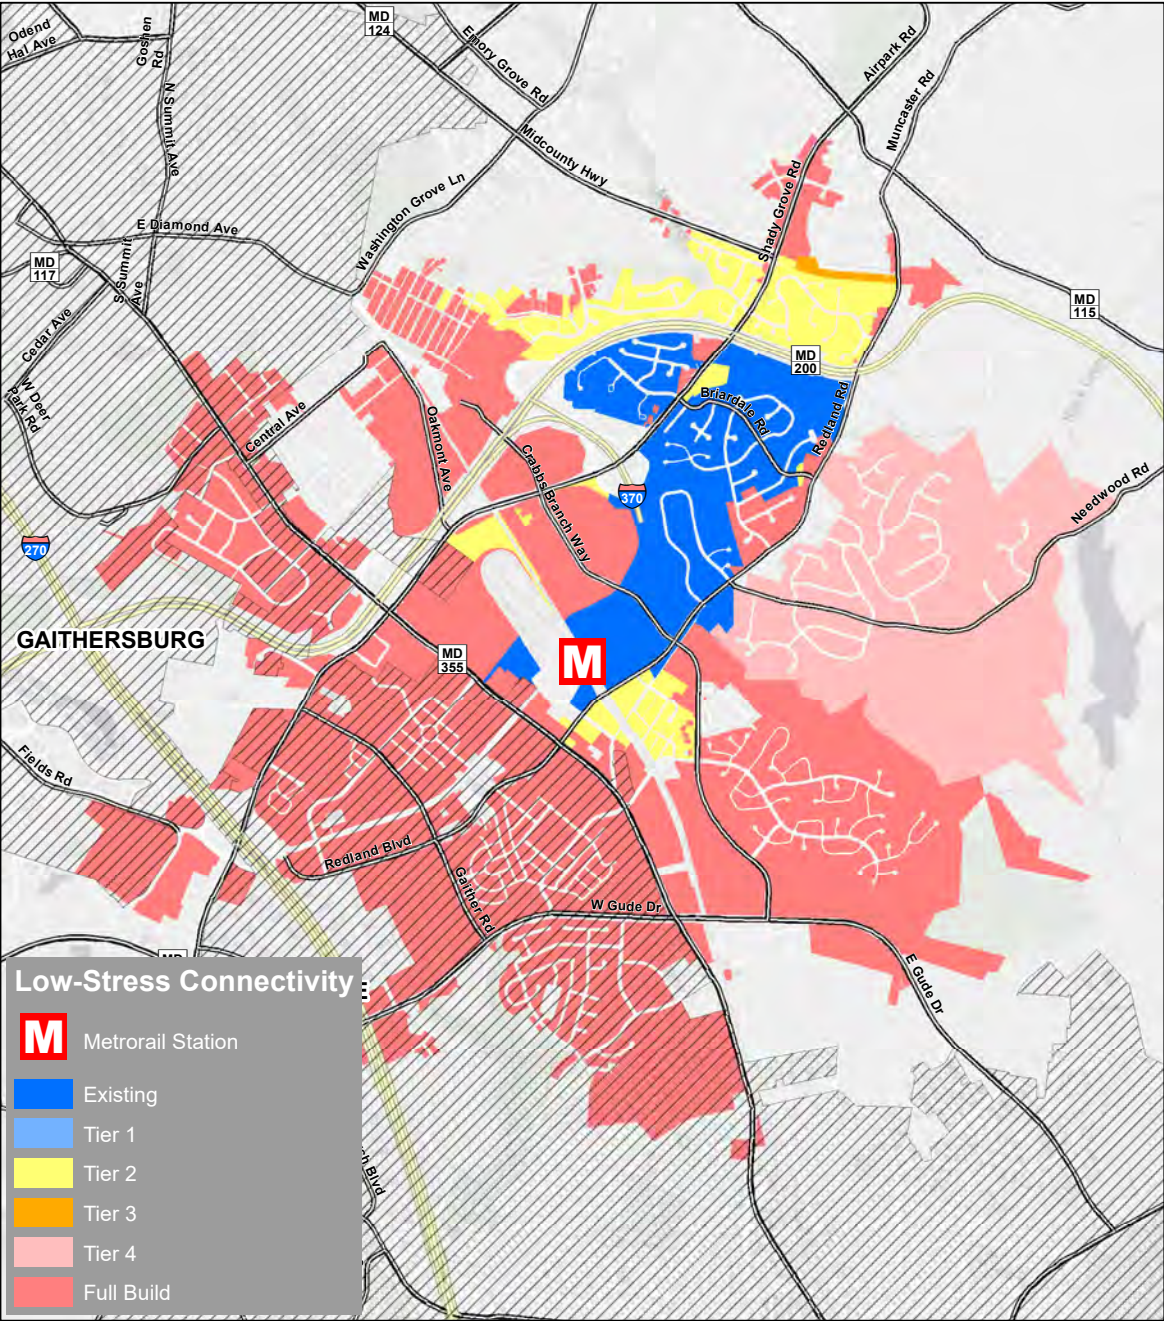 Odend
Hal Ave
Goshen
Rd
MD
124
Emory Grove Rd
Airpark Rd
N Summit Ave
Midcounty Hwy
Muncaster Rd
Washington Grove Ln
Shady Grove Rd
E Diamond Ave
MD
117
S Summit
Ave
MD
115
Cedar Ave
MD
200
W Deer
Park Rd
Briardale Rd
Central Ave
Oakmont Ave
Redland Rd
Crabbs Branch Way
370
Needwood Rd
270
GAITHERSBURG
MD
355
M
Fields Rd
Redland Blvd
Gaither Rd
W Gude Dr
E Gude Dr
MD
E
Low-Stress Connectivity
M Metrorail Station
Existing
Tier 1
Tier 2
Tier 3
Tier 4
Full Build
ch Blvd